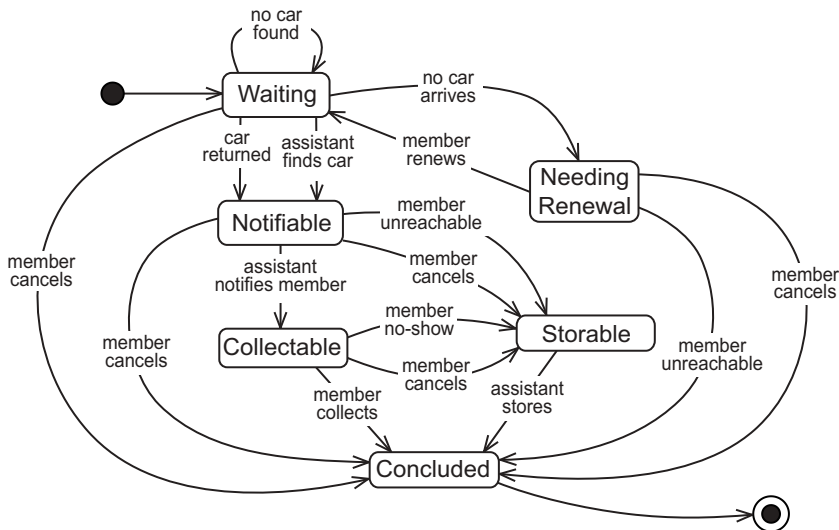 no car
found
Waiting
no car
arrives
car
returned
assistant
finds car
member
renews
Needing
Renewal
Notifiable
member
unreachable
member
cancels
assistant
notifies member
member
cancels
member
cancels
Collectable
member
no-show
Storable
member
cancels
member
cancels
member
unreachable
member
collects
assistant
stores
Concluded